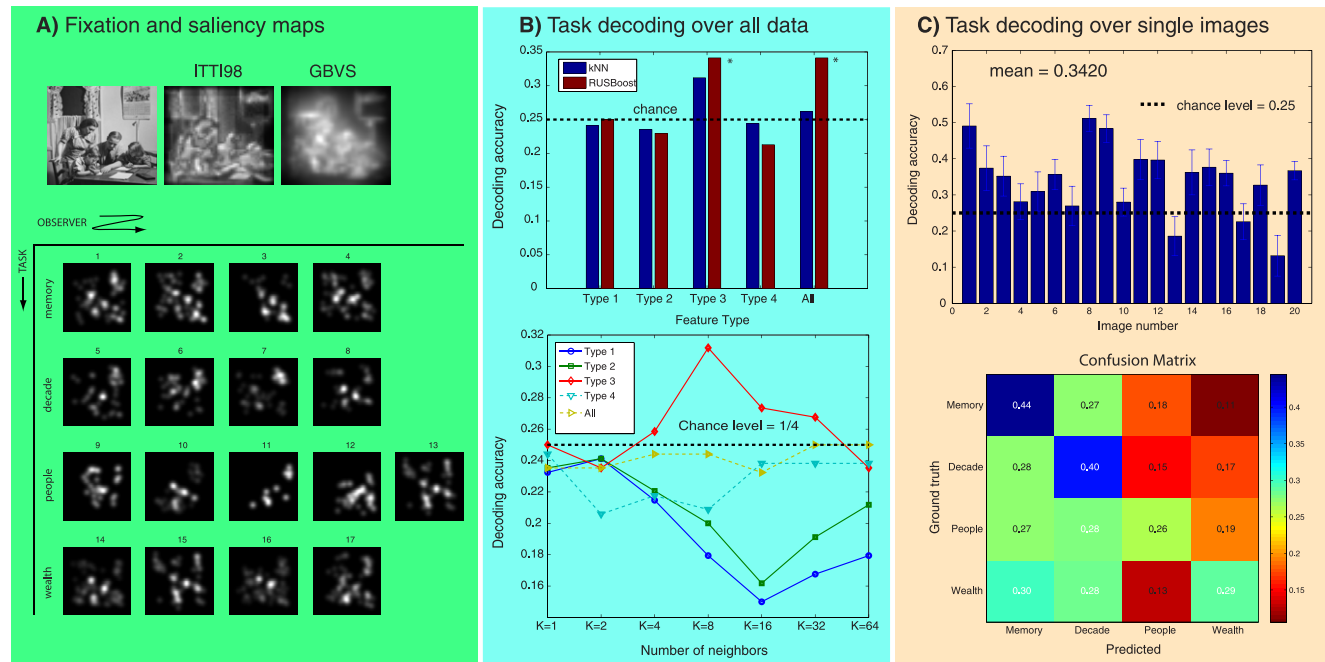 A) Fixation and saliency maps
ITTI98 GBVS
OBSERVER
TASK
memory
1 2 3 4
decade
5 6 7 8
people
9 10 11 12 13
wealth
14 15 16 17
B) Task decoding over all data
0.35
0.3
0.25
0.2
0.15
0.1
0.05
0
Decoding accuracy
kNN
RUSBoost
chance
* *
Type 1 Type 2 Type 3 Type 4 All
Feature Type
0.32
0.3
0.28
0.26
0.24
0.22
0.2
0.18
0.16
Decoding accuracy
Type 1
Type 2
Type 3
Type 4
All
Chance level = 1/4
K=1 K=2 K=4 K=8 K=16 K=32 K=64
Number of neighbors
C) Task decoding over single images
0.7
0.6
0.5
0.4
0.3
0.2
0.1
0
Decoding accuracy
mean = 0.3420
chance level = 0.25
0 2 4 6 8 10 12 14 16 18 20
Image number
Confusion Matrix
Ground truth
Memory 0.44 0.27 0.18
Decade 0.28 0.40 0.17
People 0.27 0.28 0.26 0.19
Wealth 0.30 0.28 0.13 0.29
Memory Decade People Wealth
Predicted
0.4
0.35
0.3
0.25
0.2
0.15